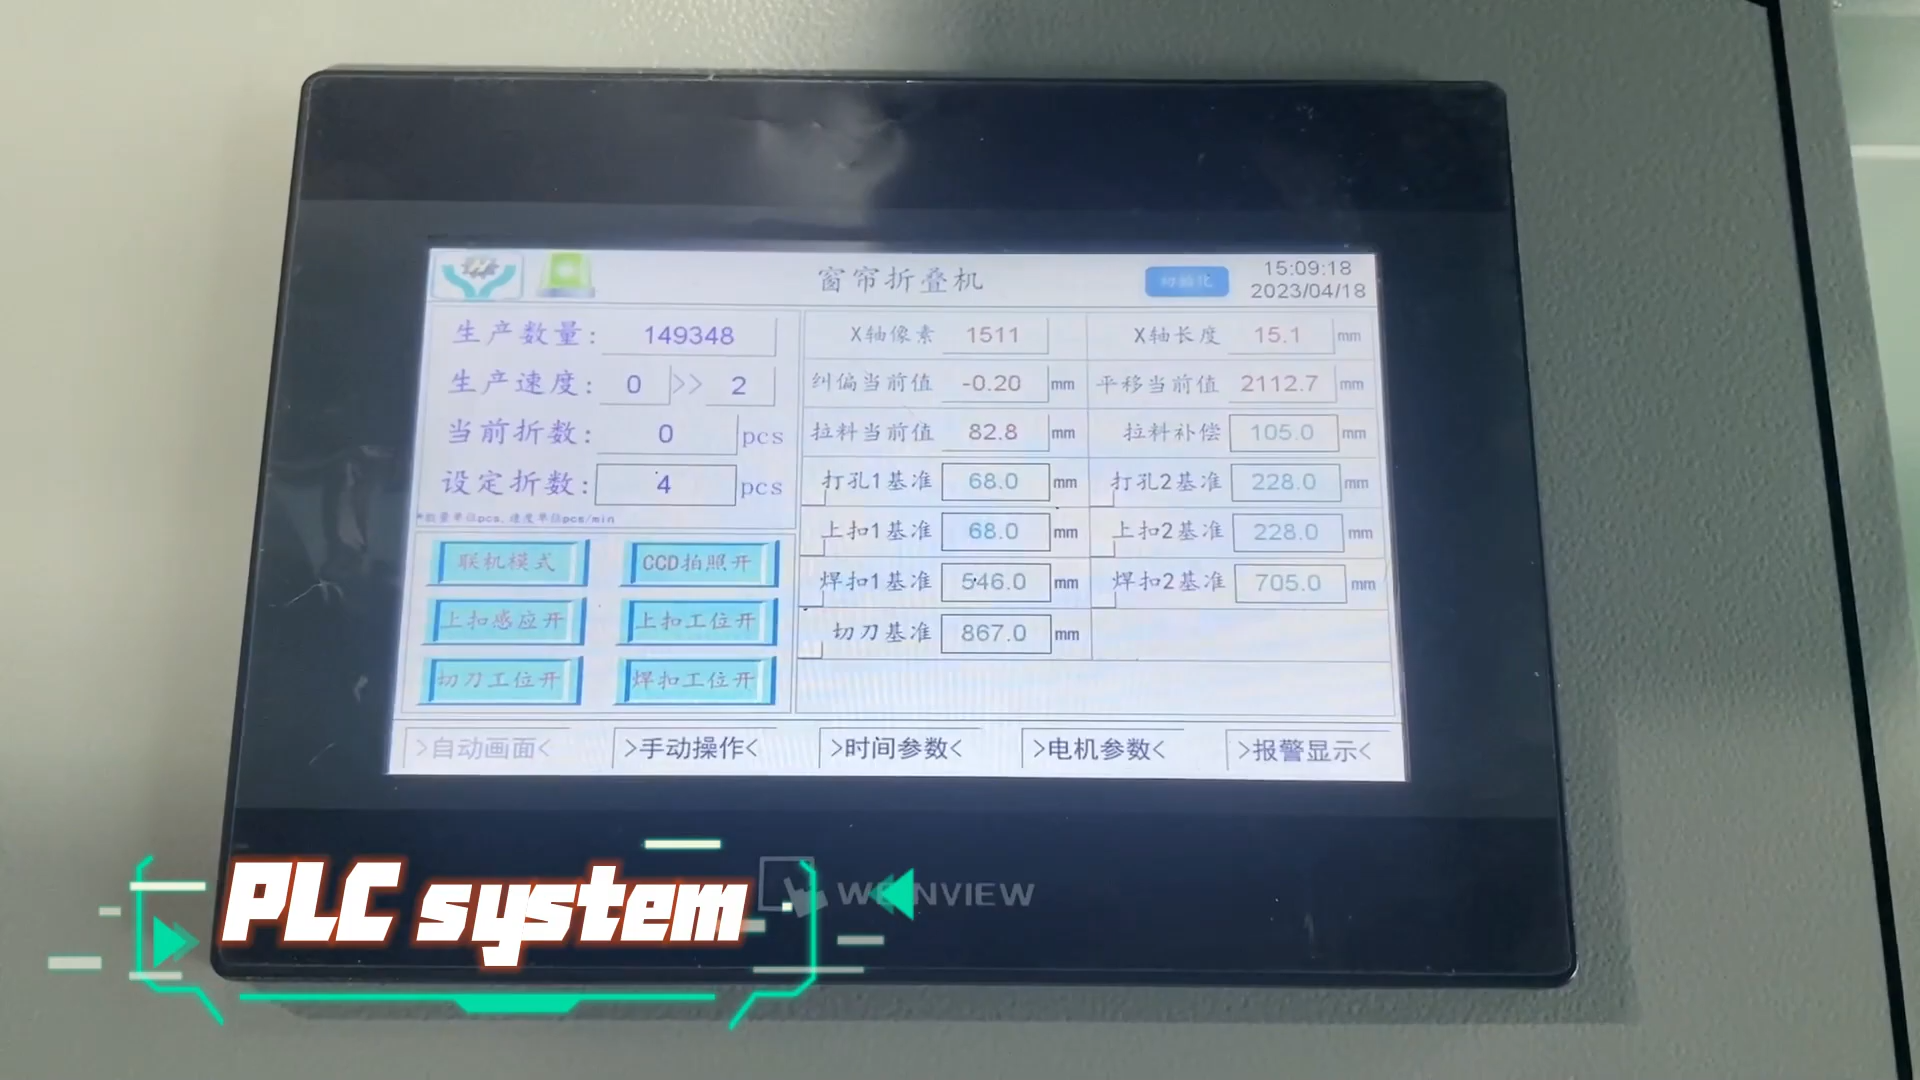 窗帘折叠机 初始化 15:09:18
2023/04/18
生产数量: 149348
生产速度: 0 >> 2
当前折数: 0 pcs
设定折数: 4 pcs
*数量单位pcs,速度单位pcs/min
联机模式 CCD拍照开
上扣感应开 上扣工位开
切刀工位开 焊扣工位开
X轴像素 1511 X轴长度 15.1 mm
纠偏当前值 -0.20 mm 平移当前值 2112.7 mm
拉料当前值 82.8 mm 拉料补偿 105.0 mm
打孔1基准 68.0 mm 打孔2基准 228.0 mm
上扣1基准 68.0 mm 上扣2基准 228.0 mm
焊扣1基准 546.0 mm 焊扣2基准 705.0 mm
切刀基准 867.0 mm
>自动画面< >手动操作< >时间参数< >电机参数< >报警显示<
PLC system
WEINVIEW